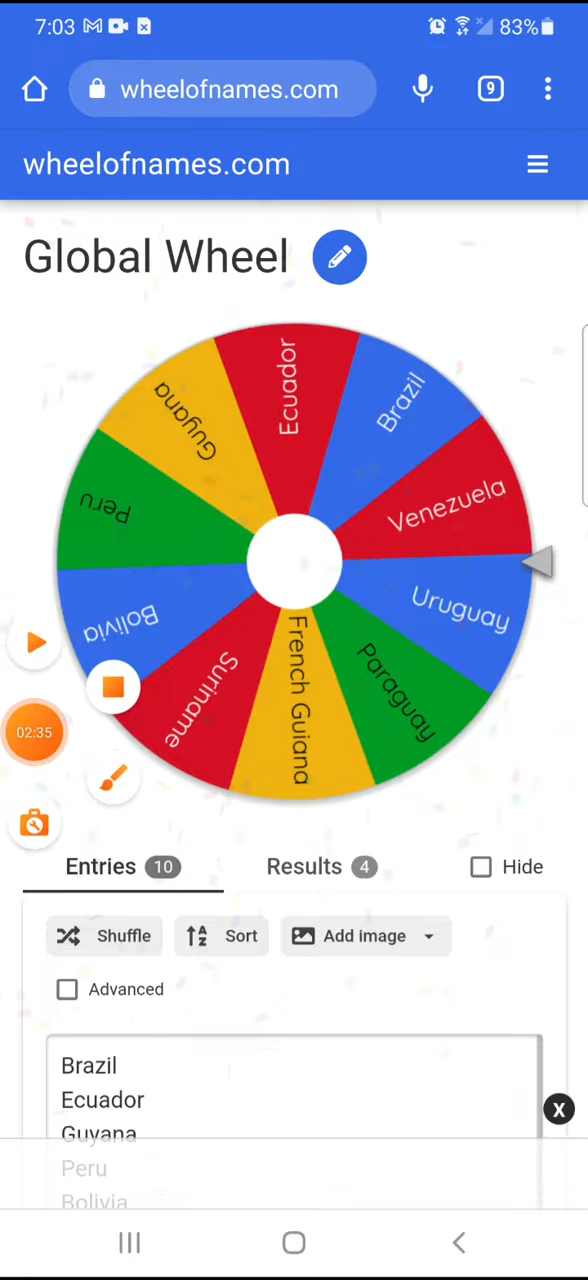 7:03
83%
wheelofnames.com
9
wheelofnames.com
Global Wheel
Ecuador
Brazil
Guyana
Venezuela
Peru
Uruguay
Bolivia
Paraguay
Suriname
French Guiana
02:35
Entries 10
Results 4
Hide
Shuffle
Sort
Add image
Advanced
Brazil
Ecuador
Guyana
Peru
Bolivia
X